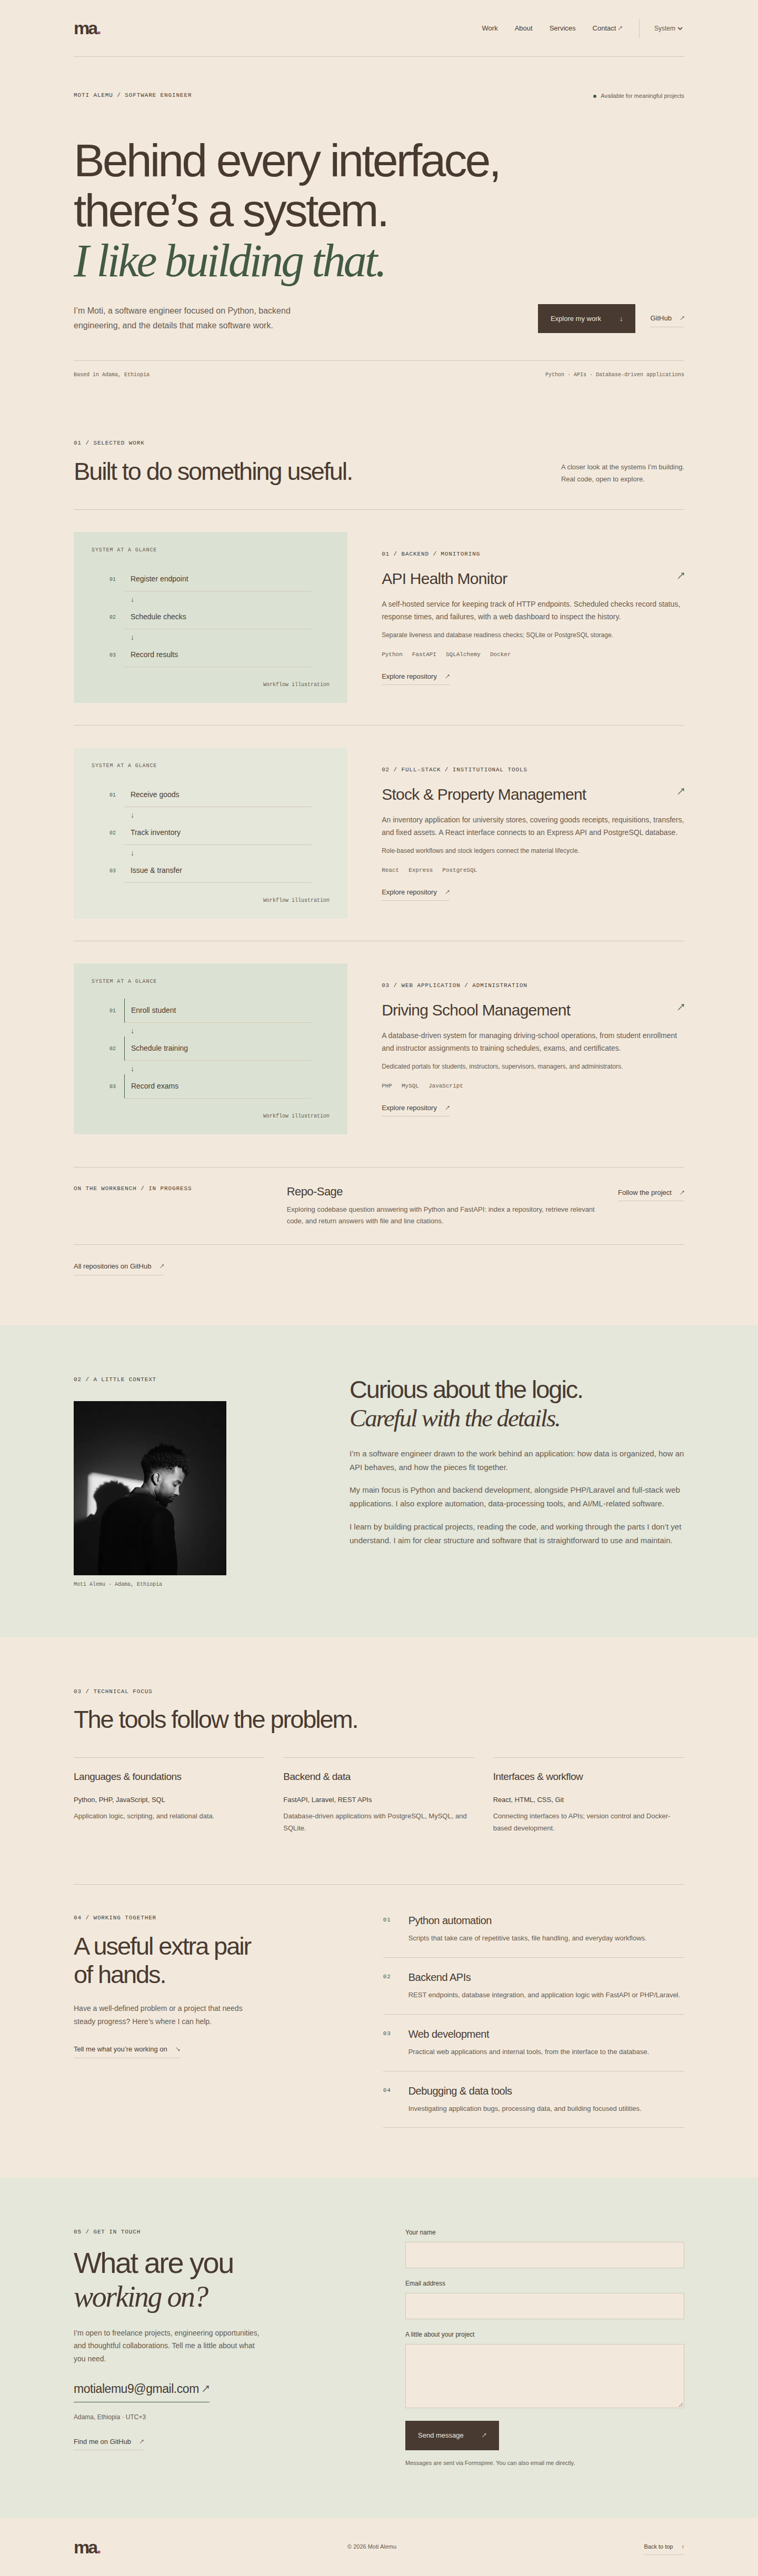 ma.
Work About Services Contact ↗ System
MOTI ALEMU / SOFTWARE ENGINEER
Available for meaningful projects
Behind every interface,
there’s a system.
I like building that.
I’m Moti, a software engineer focused on Python, backend
engineering, and the details that make software work.
Explore my work ↓
GitHub ↗
Based in Adama, Ethiopia
Python · APIs · Database-driven applications
01 / SELECTED WORK
Built to do something useful.
A closer look at the systems I’m building.
Real code, open to explore.
SYSTEM AT A GLANCE
01 Register endpoint
↓
02 Schedule checks
↓
03 Record results
Workflow illustration
01 / BACKEND / MONITORING
API Health Monitor ↗
A self-hosted service for keeping track of HTTP endpoints. Scheduled checks record status,
response times, and failures, with a web dashboard to inspect the history.
Separate liveness and database readiness checks; SQLite or PostgreSQL storage.
Python FastAPI SQLAlchemy Docker
Explore repository ↗
SYSTEM AT A GLANCE
01 Receive goods
↓
02 Track inventory
↓
03 Issue & transfer
Workflow illustration
02 / FULL-STACK / INSTITUTIONAL TOOLS
Stock & Property Management ↗
An inventory application for university stores, covering goods receipts, requisitions, transfers,
and fixed assets. A React interface connects to an Express API and PostgreSQL database.
Role-based workflows and stock ledgers connect the material lifecycle.
React Express PostgreSQL
Explore repository ↗
SYSTEM AT A GLANCE
01 Enroll student
↓
02 Schedule training
↓
03 Record exams
Workflow illustration
03 / WEB APPLICATION / ADMINISTRATION
Driving School Management ↗
A database-driven system for managing driving-school operations, from student enrollment
and instructor assignments to training schedules, exams, and certificates.
Dedicated portals for students, instructors, supervisors, managers, and administrators.
PHP MySQL JavaScript
Explore repository ↗
ON THE WORKBENCH / IN PROGRESS
Repo-Sage
Exploring codebase question answering with Python and FastAPI: index a repository, retrieve relevant
code, and return answers with file and line citations.
Follow the project ↗
All repositories on GitHub ↗
02 / A LITTLE CONTEXT
Moti Alemu · Adama, Ethiopia
Curious about the logic.
Careful with the details.
I’m a software engineer drawn to the work behind an application: how data is organized, how an
API behaves, and how the pieces fit together.
My main focus is Python and backend development, alongside PHP/Laravel and full-stack web
applications. I also explore automation, data-processing tools, and AI/ML-related software.
I learn by building practical projects, reading the code, and working through the parts I don’t yet
understand. I aim for clear structure and software that is straightforward to use and maintain.
03 / TECHNICAL FOCUS
The tools follow the problem.
Languages & foundations
Python, PHP, JavaScript, SQL
Application logic, scripting, and relational data.
Backend & data
FastAPI, Laravel, REST APIs
Database-driven applications with PostgreSQL, MySQL, and
SQLite.
Interfaces & workflow
React, HTML, CSS, Git
Connecting interfaces to APIs; version control and Docker-
based development.
04 / WORKING TOGETHER
A useful extra pair
of hands.
Have a well-defined problem or a project that needs
steady progress? Here’s where I can help.
Tell me what you’re working on ↘
01 Python automation
Scripts that take care of repetitive tasks, file handling, and everyday workflows.
02 Backend APIs
REST endpoints, database integration, and application logic with FastAPI or PHP/Laravel.
03 Web development
Practical web applications and internal tools, from the interface to the database.
04 Debugging & data tools
Investigating application bugs, processing data, and building focused utilities.
05 / GET IN TOUCH
What are you
working on?
I’m open to freelance projects, engineering opportunities,
and thoughtful collaborations. Tell me a little about what
you need.
motialemu9@gmail.com ↗
Adama, Ethiopia · UTC+3
Find me on GitHub ↗
Your name
Email address
A little about your project
Send message ↗
Messages are sent via Formspree. You can also email me directly.
ma.
© 2026 Moti Alemu
Back to top ↑